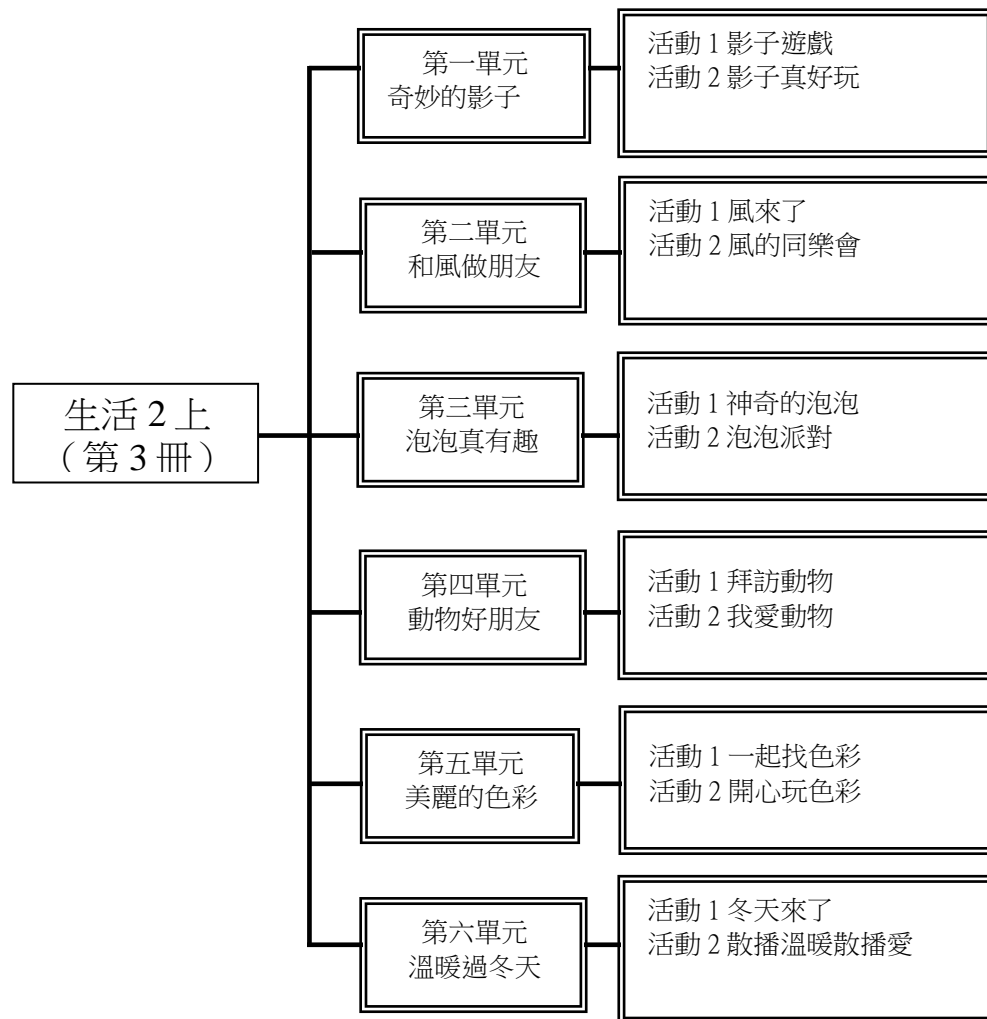 第一單元
奇妙的影子
活動 1 影子遊戲
活動 2 影子真好玩
第二單元
和風做朋友
活動 1 風來了
活動 2 風的同樂會
生活 2 上
（第 3 冊）
第三單元
泡泡真有趣
活動 1 神奇的泡泡
活動 2 泡泡派對
第四單元
動物好朋友
活動 1 拜訪動物
活動 2 我愛動物
第五單元
美麗的色彩
活動 1 一起找色彩
活動 2 開心玩色彩
第六單元
溫暖過冬天
活動 1 冬天來了
活動 2 散播溫暖散播愛